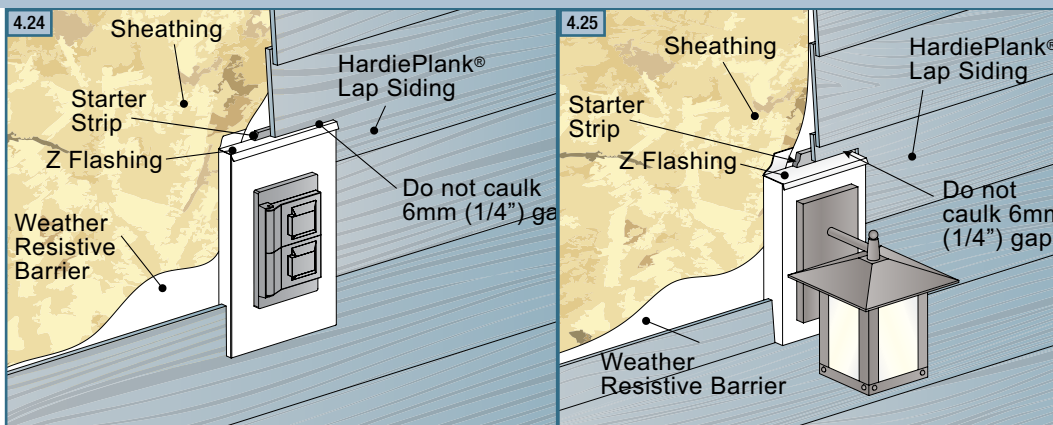 4.24
Sheathing
HardiePlank®
Lap Siding
Starter
Strip
Z Flashing
Do not caulk
6mm (1/4") ga
Weather
Resistive
Barrier
4.25
Sheathing
HardiePlank®
Lap Siding
Starter
Strip
Z Flashing
Do not
caulk 6mm
(1/4") gap
Weather
Resistive Barrier